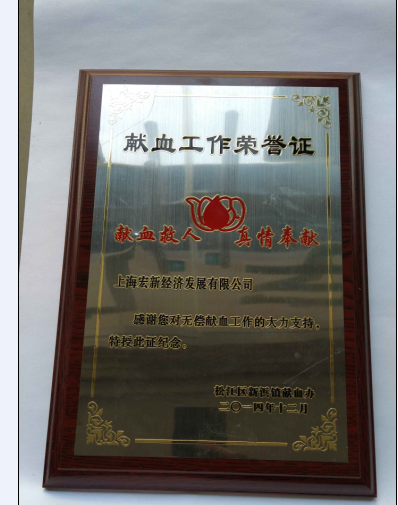 献血工作荣誉证
献血救人 真情奉献
上海宏新经济发展有限公司
感谢您对无偿献血工作的大力支持，
特授此证纪念。
松江区新浜镇献血办
二〇一四年十二月